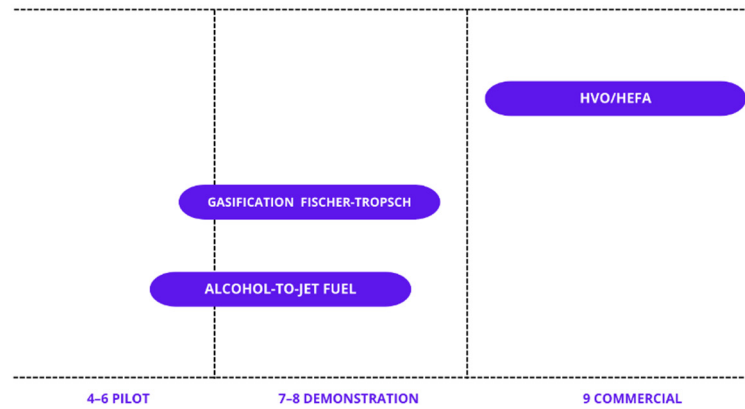 HVO/HEFA
GASIFICATION FISCHER-TROPSCH
ALCOHOL-TO-JET FUEL
4–6 PILOT
7–8 DEMONSTRATION
9 COMMERCIAL